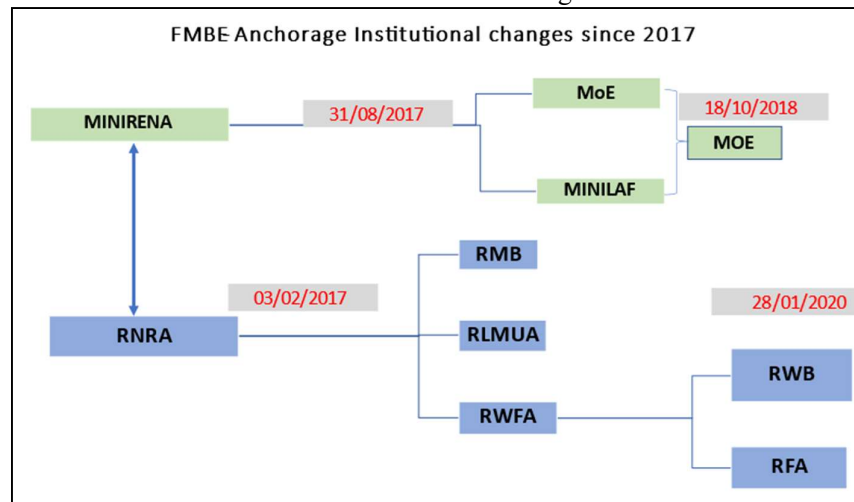 FMBE Anchorage Institutional changes since 2017
MoE
31/08/2017
18/10/2018
MINIRENA
MOE
MINILAF
RMB
03/02/2017
28/01/2020
RNRA
RLMUA
RWB
RWFA
RFA